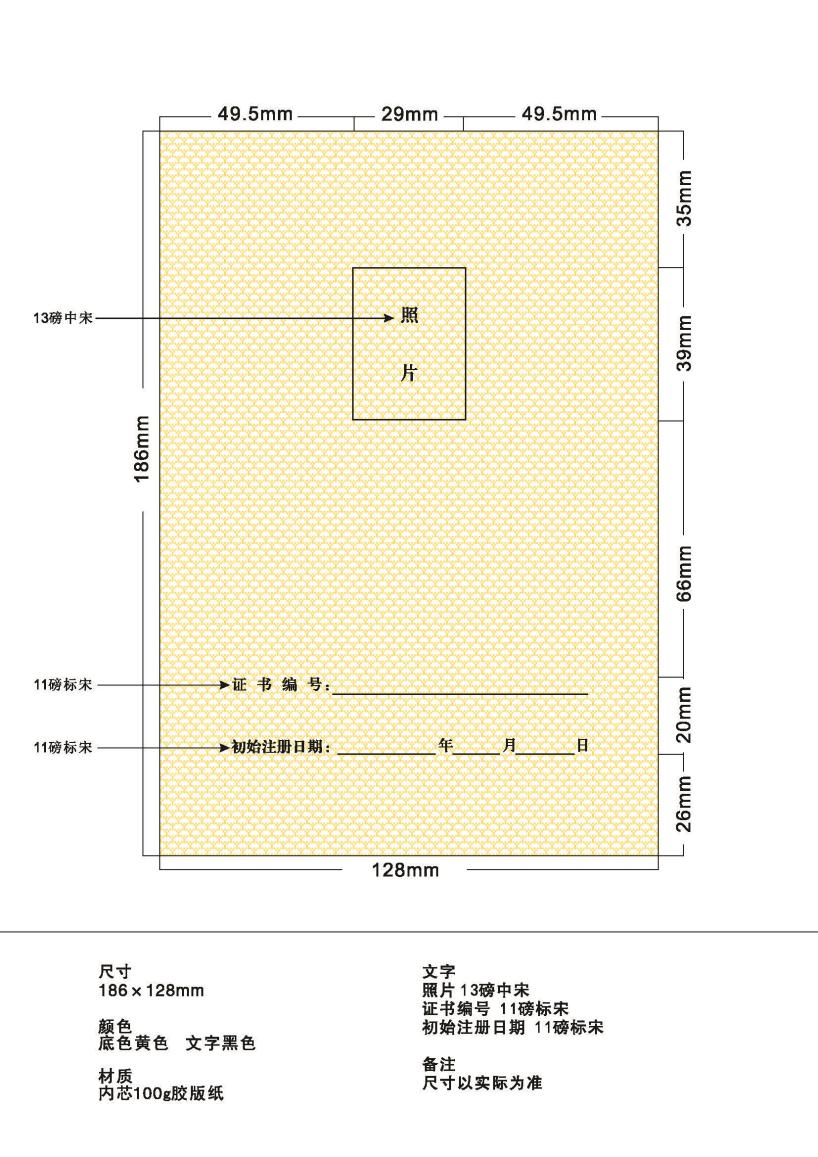 49.5mm 29mm 49.5mm
35mm
13磅中宋
照
片
39mm
186mm
66mm
11磅标宋
证 书 编 号：
20mm
11磅标宋
初始注册日期：年月日
26mm
128mm
尺寸
186×128mm
颜色
底色黄色 文字黑色
材质
内芯100g胶版纸
文字
照片 13磅中宋
证书编号 11磅标宋
初始注册日期 11磅标宋
备注
尺寸以实际为准